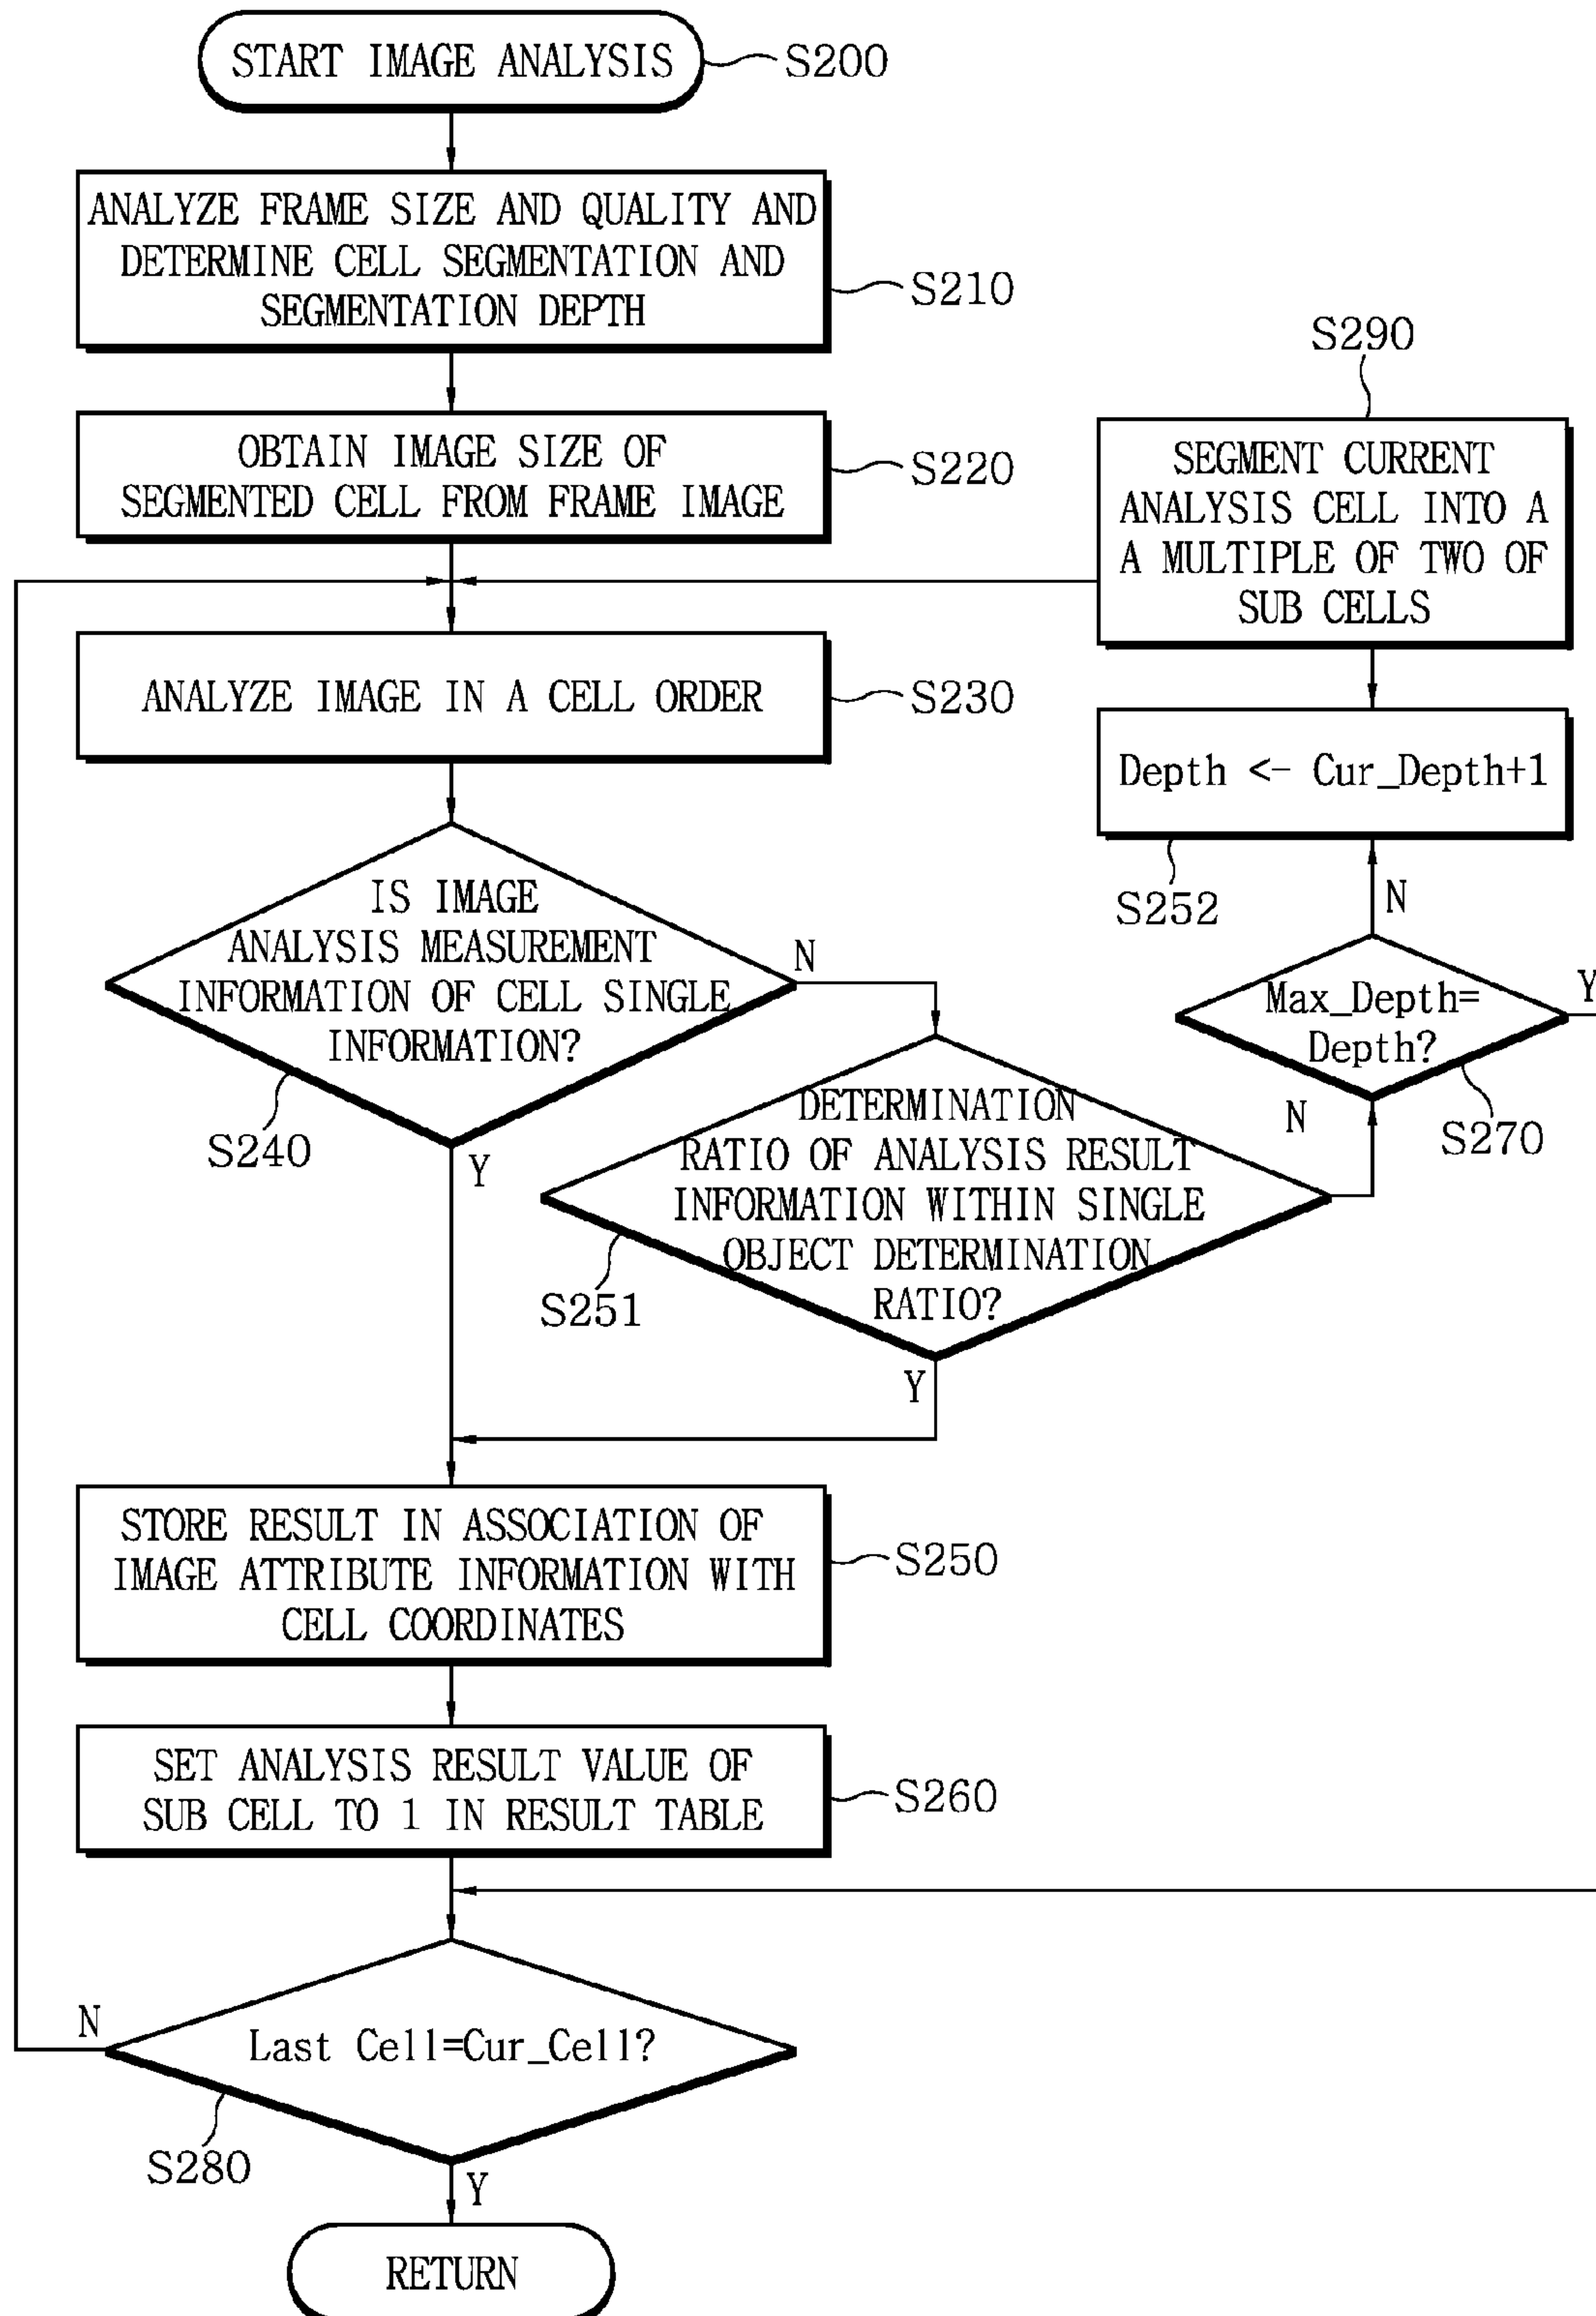 START IMAGE ANALYSIS
S200
ANALYZE FRAME SIZE AND QUALITY AND
DETERMINE CELL SEGMENTATION AND
SEGMENTATION DEPTH
S210
OBTAIN IMAGE SIZE OF
SEGMENTED CELL FROM FRAME IMAGE
S220
S290
SEGMENT CURRENT
ANALYSIS CELL INTO A
A MULTIPLE OF TWO OF
SUB CELLS
ANALYZE IMAGE IN A CELL ORDER
S230
Depth <- Cur_Depth+1
S252
N
IS IMAGE
ANALYSIS MEASUREMENT
INFORMATION OF CELL SINGLE
INFORMATION?
N
S240
Y
Max_Depth=
Depth?
Y
S270
N
DETERMINATION
RATIO OF ANALYSIS RESULT
INFORMATION WITHIN SINGLE
OBJECT DETERMINATION
RATIO?
S251
Y
STORE RESULT IN ASSOCIATION OF
IMAGE ATTRIBUTE INFORMATION WITH
CELL COORDINATES
S250
SET ANALYSIS RESULT VALUE OF
SUB CELL TO 1 IN RESULT TABLE
S260
N
Last Cell=Cur_Cell?
S280
Y
RETURN